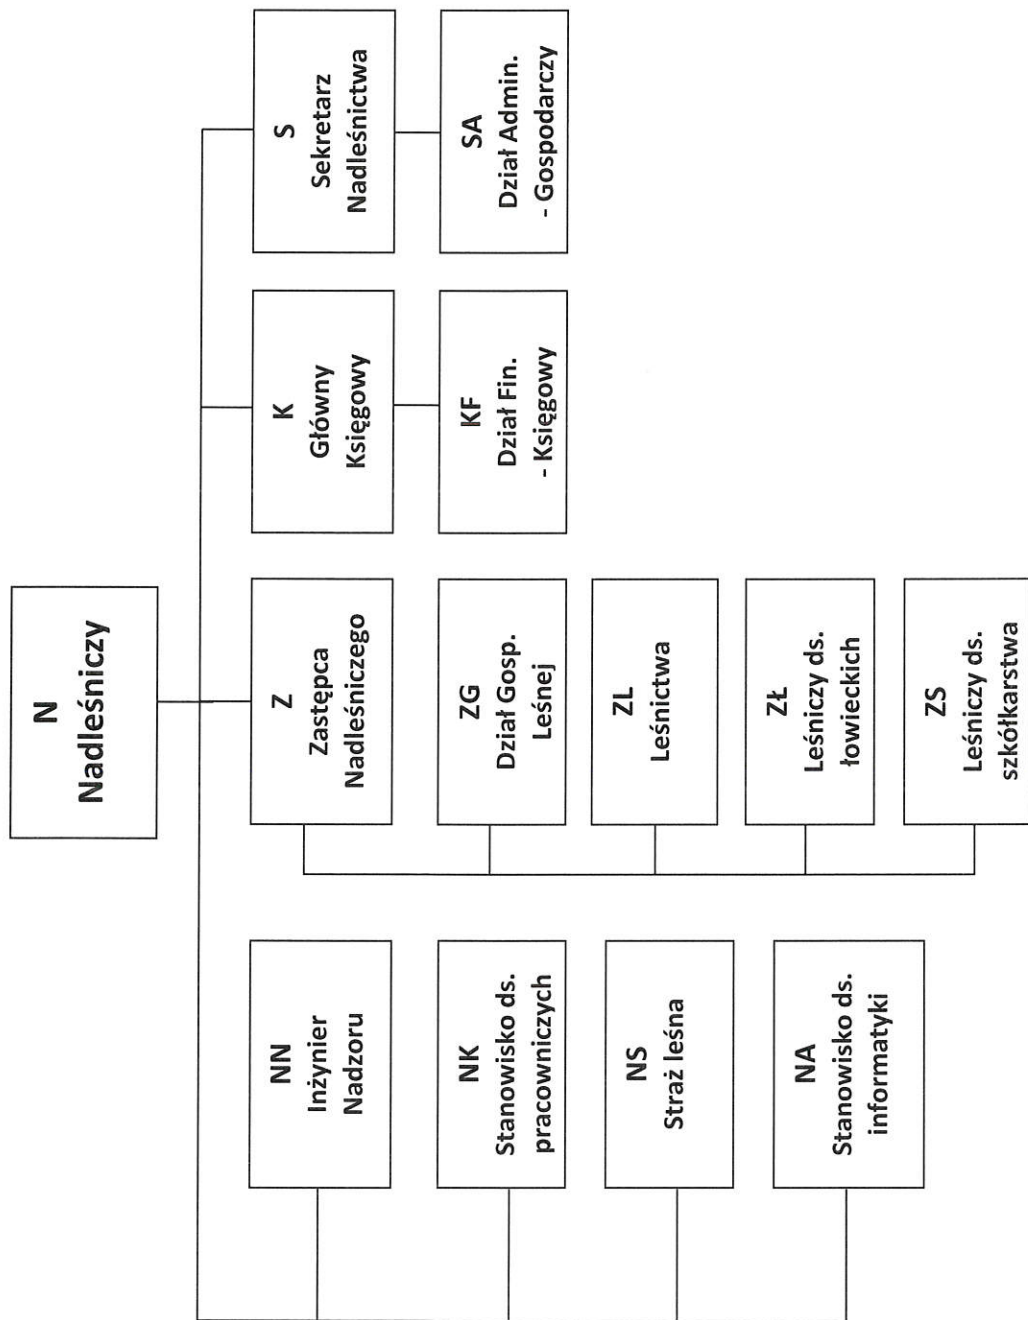 N
Nadleśniczy
NN
Inżynier
Nadzoru
Z
Zastępca
Nadleśniczego
K
Główny
Księgowy
S
Sekretarz
Nadleśnictwa
NK
Stanowisko ds.
pracowniczych
ZG
Dział Gosp.
Leśnej
KF
Dział Fin.
- Księgowy
SA
Dział Admin.
- Gospodarczy
NS
Straż leśna
ZL
Leśnictwa
NA
Stanowisko ds.
informatyki
ZŁ
Leśniczy ds.
łowieckich
ZS
Leśniczy ds.
szkółkarstwa